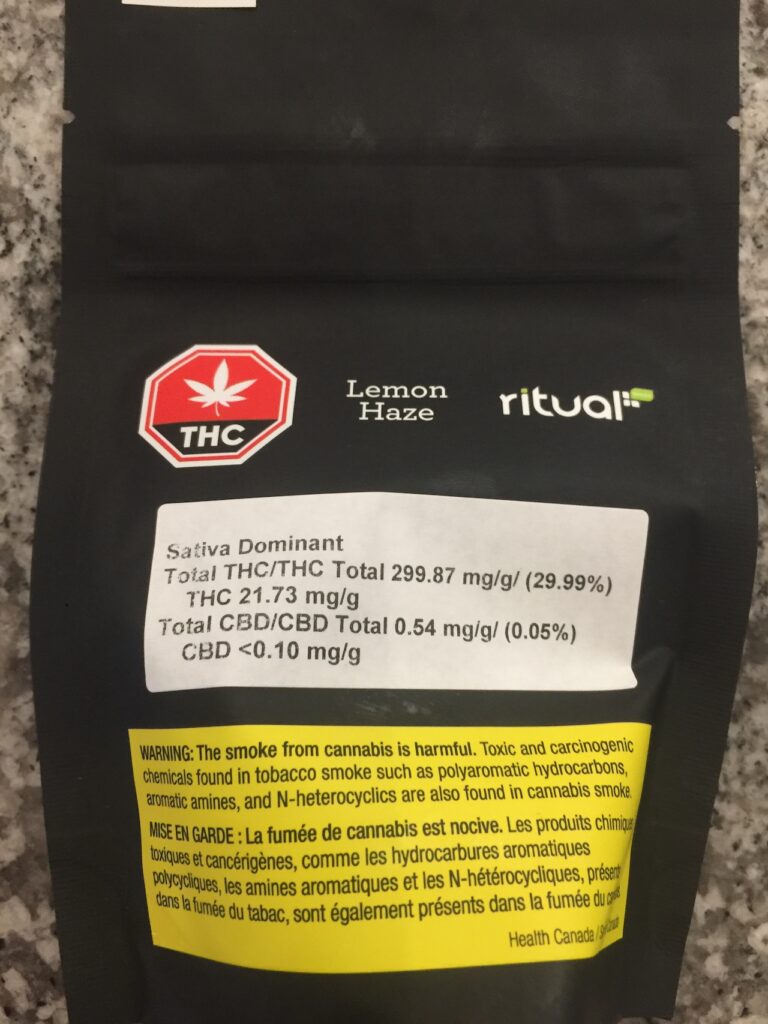 THC
Lemon
Haze
ritual
Sativa Dominant
Total THC/THC Total 299.87 mg/g/ (29.99%)
THC 21.73 mg/g
Total CBD/CBD Total 0.54 mg/g/ (0.05%)
CBD <0.10 mg/g
WARNING: The smoke from cannabis is harmful. Toxic and carcinogenic
chemicals found in tobacco smoke such as polyaromatic hydrocarbons,
aromatic amines, and N-heterocyclics are also found in cannabis smoke.
MISE EN GARDE : La fumée de cannabis est nocive. Les produits
toxiques et cancérigènes, comme les hydrocarbures aromatiques
polycycliques, les amines aromatiques et les N-hétérocycliques,
dans la fumée du tabac, sont également présents dans la fumée du
Health Canada /